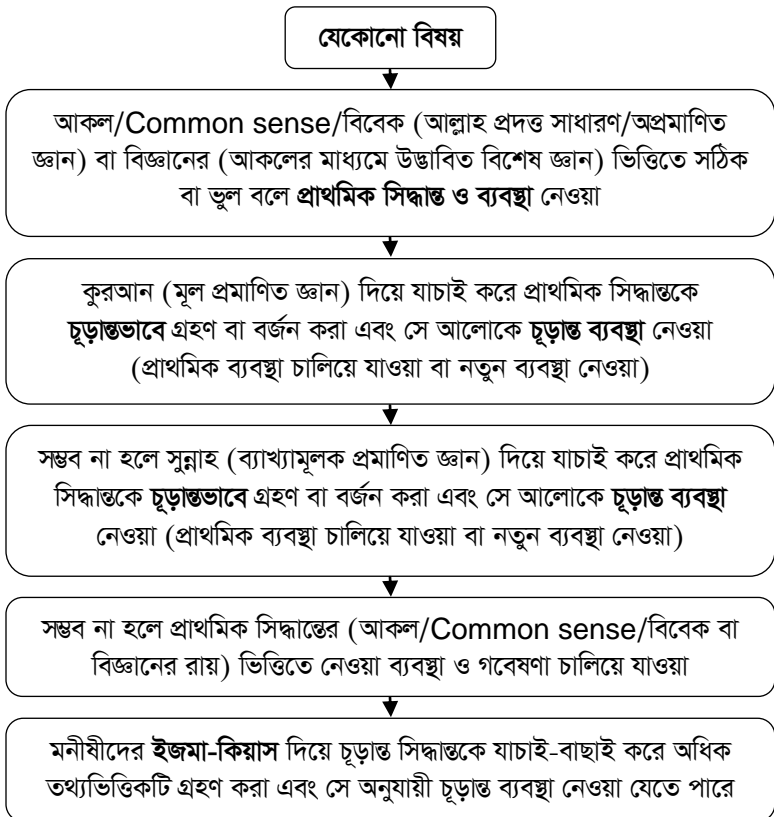 যেকোনো বিষয়
আকল/Common sense/বিবেক (আল্লাহ প্রদত্ত সাধারণ/অপ্রমাণিত
জ্ঞান) বা বিজ্ঞানের (আকলের মাধ্যমে উদ্ভাবিত বিশেষ জ্ঞান) ভিত্তিতে সঠিক
বা ভুল বলে প্রাথমিক সিদ্ধান্ত ও ব্যবস্থা নেওয়া
কুরআন (মূল প্রমাণিত জ্ঞান) দিয়ে যাচাই করে প্রাথমিক সিদ্ধান্তকে
চূড়ান্তভাবে গ্রহণ বা বর্জন করা এবং সে আলোকে চূড়ান্ত ব্যবস্থা নেওয়া
(প্রাথমিক ব্যবস্থা চালিয়ে যাওয়া বা নতুন ব্যবস্থা নেওয়া)
সম্ভব না হলে সুন্নাহ (ব্যাখ্যামূলক প্রমাণিত জ্ঞান) দিয়ে যাচাই করে প্রাথমিক
সিদ্ধান্তকে চূড়ান্তভাবে গ্রহণ বা বর্জন করা এবং সে আলোকে চূড়ান্ত ব্যবস্থা
নেওয়া (প্রাথমিক ব্যবস্থা চালিয়ে যাওয়া বা নতুন ব্যবস্থা নেওয়া)
সম্ভব না হলে প্রাথমিক সিদ্ধান্তের (আকল/Common sense/বিবেক বা
বিজ্ঞানের রায়) ভিত্তিতে নেওয়া ব্যবস্থা ও গবেষণা চালিয়ে যাওয়া
মনীষীদের ইজমা-কিয়াস দিয়ে চূড়ান্ত সিদ্ধান্তকে যাচাই-বাছাই করে অধিক
তথ্যভিত্তিকটি গ্রহণ করা এবং সে অনুযায়ী চূড়ান্ত ব্যবস্থা নেওয়া যেতে পারে